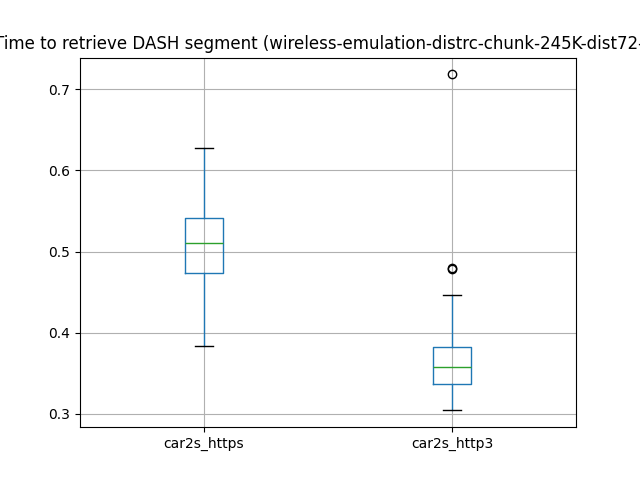 Time to retrieve DASH segment (wireless-emulation-distrc-chunk-245K-dist72-
0.7
0.6
0.5
0.4
0.3
car2s_https
car2s_http3